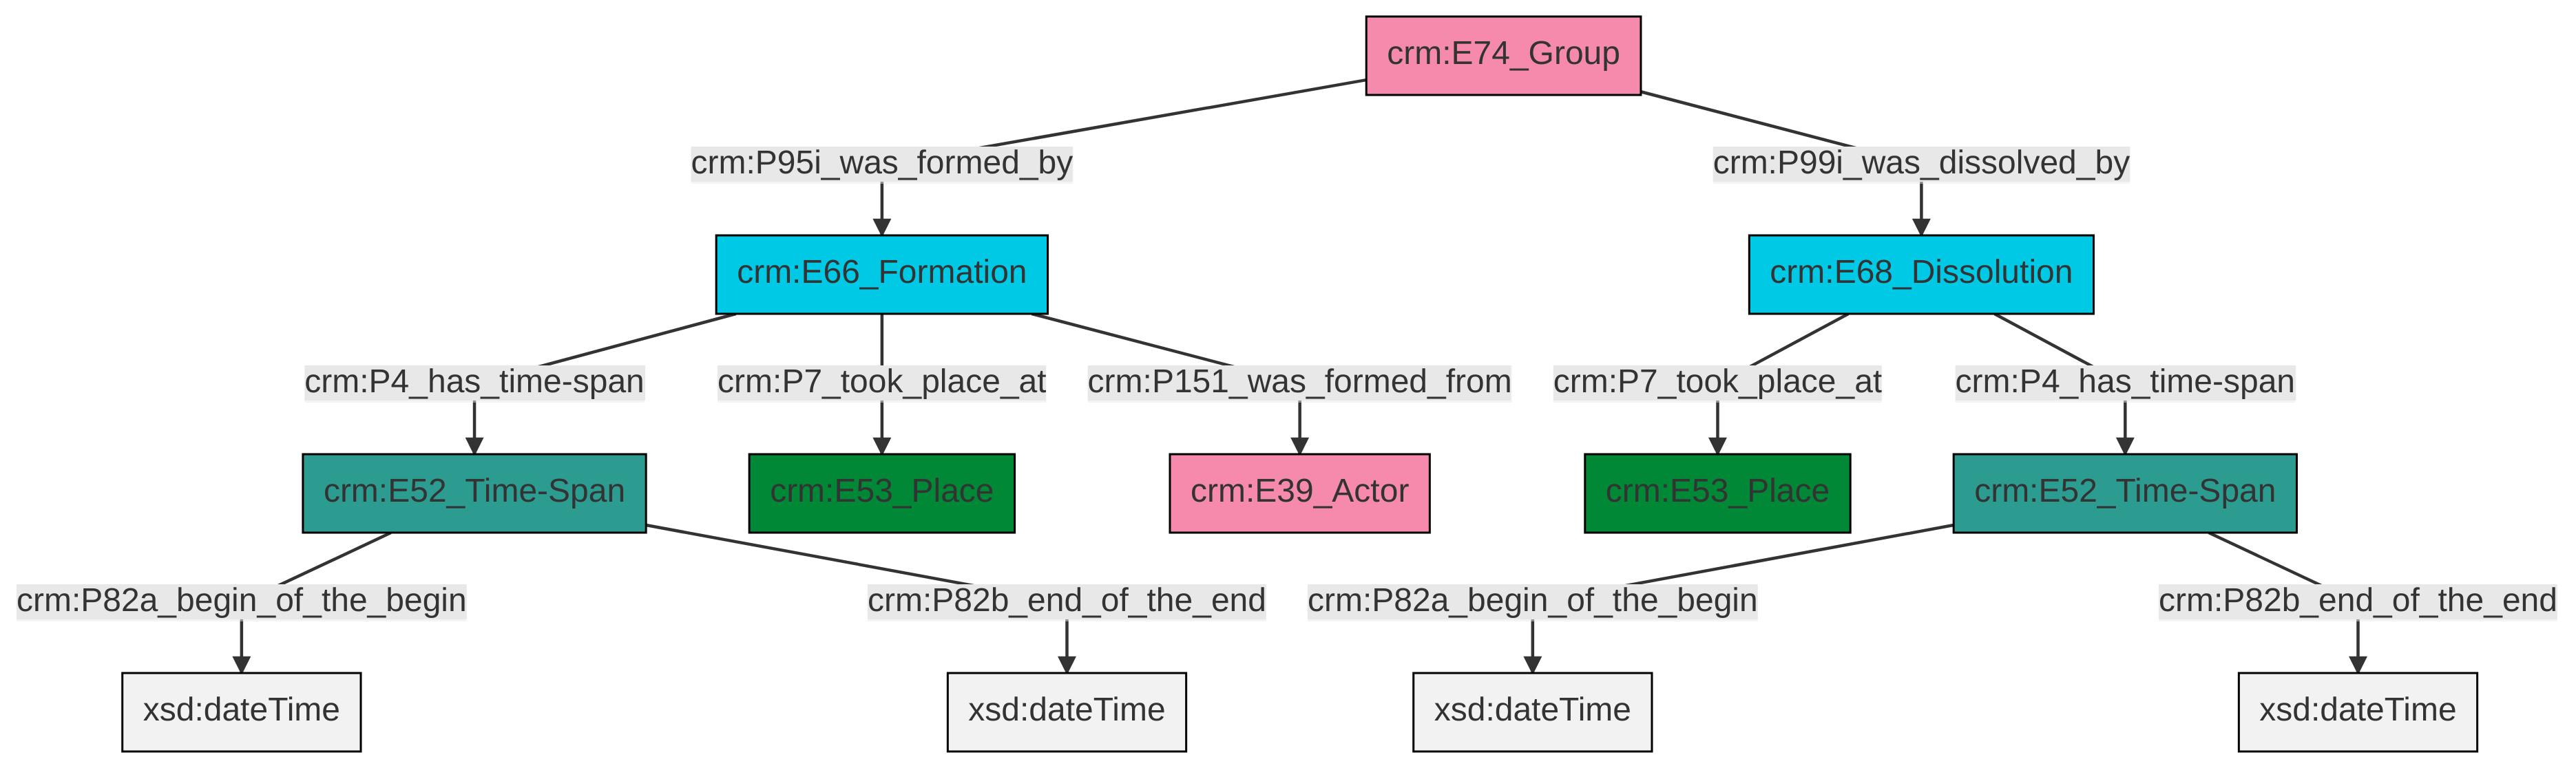 crm:E74_Group
crm:P95i_was_formed_by
crm:P99i_was_dissolved_by
crm:E66_Formation
crm:E68_Dissolution
crm:P4_has_time-span
crm:P7_took_place_at
crm:P151_was_formed_from
crm:P7_took_place_at
crm:P4_has_time-span
crm:E52_Time-Span
crm:E53_Place
crm:E39_Actor
crm:E53_Place
crm:E52_Time-Span
crm:P82a_begin_of_the_begin
crm:P82b_end_of_the_end
crm:P82a_begin_of_the_begin
crm:P82b_end_of_the_end
xsd:dateTime
xsd:dateTime
xsd:dateTime
xsd:dateTime